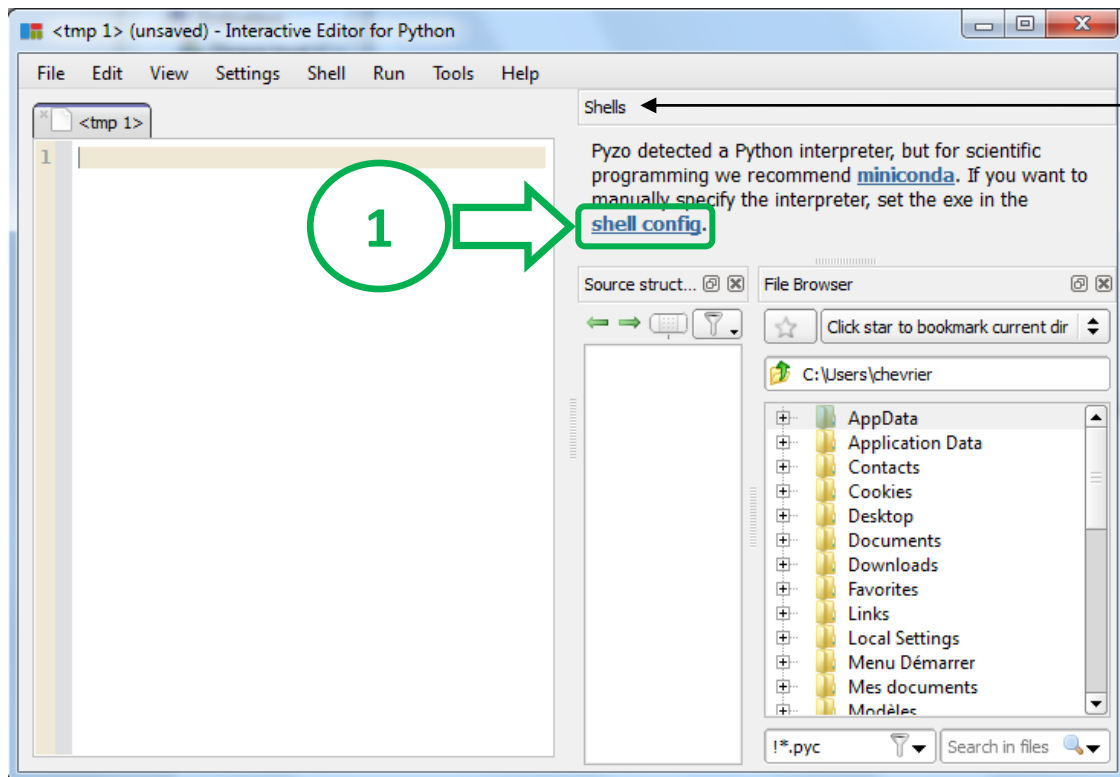 <tmp 1> (unsaved) - Interactive Editor for Python
File Edit View Settings Shell Run Tools Help
<tmp 1>
1
1
Shells
Pyzo detected a Python interpreter, but for scientific
programming we recommend miniconda. If you want to
manually specify the interpreter, set the exe in the
shell config.
Source struct...
File Browser
Click star to bookmark current dir
C:\Users\chevrier
AppData
Application Data
Contacts
Cookies
Desktop
Documents
Downloads
Favorites
Links
Local Settings
Menu Démarrer
Mes documents
Modèles
!*.pyc
Search in files